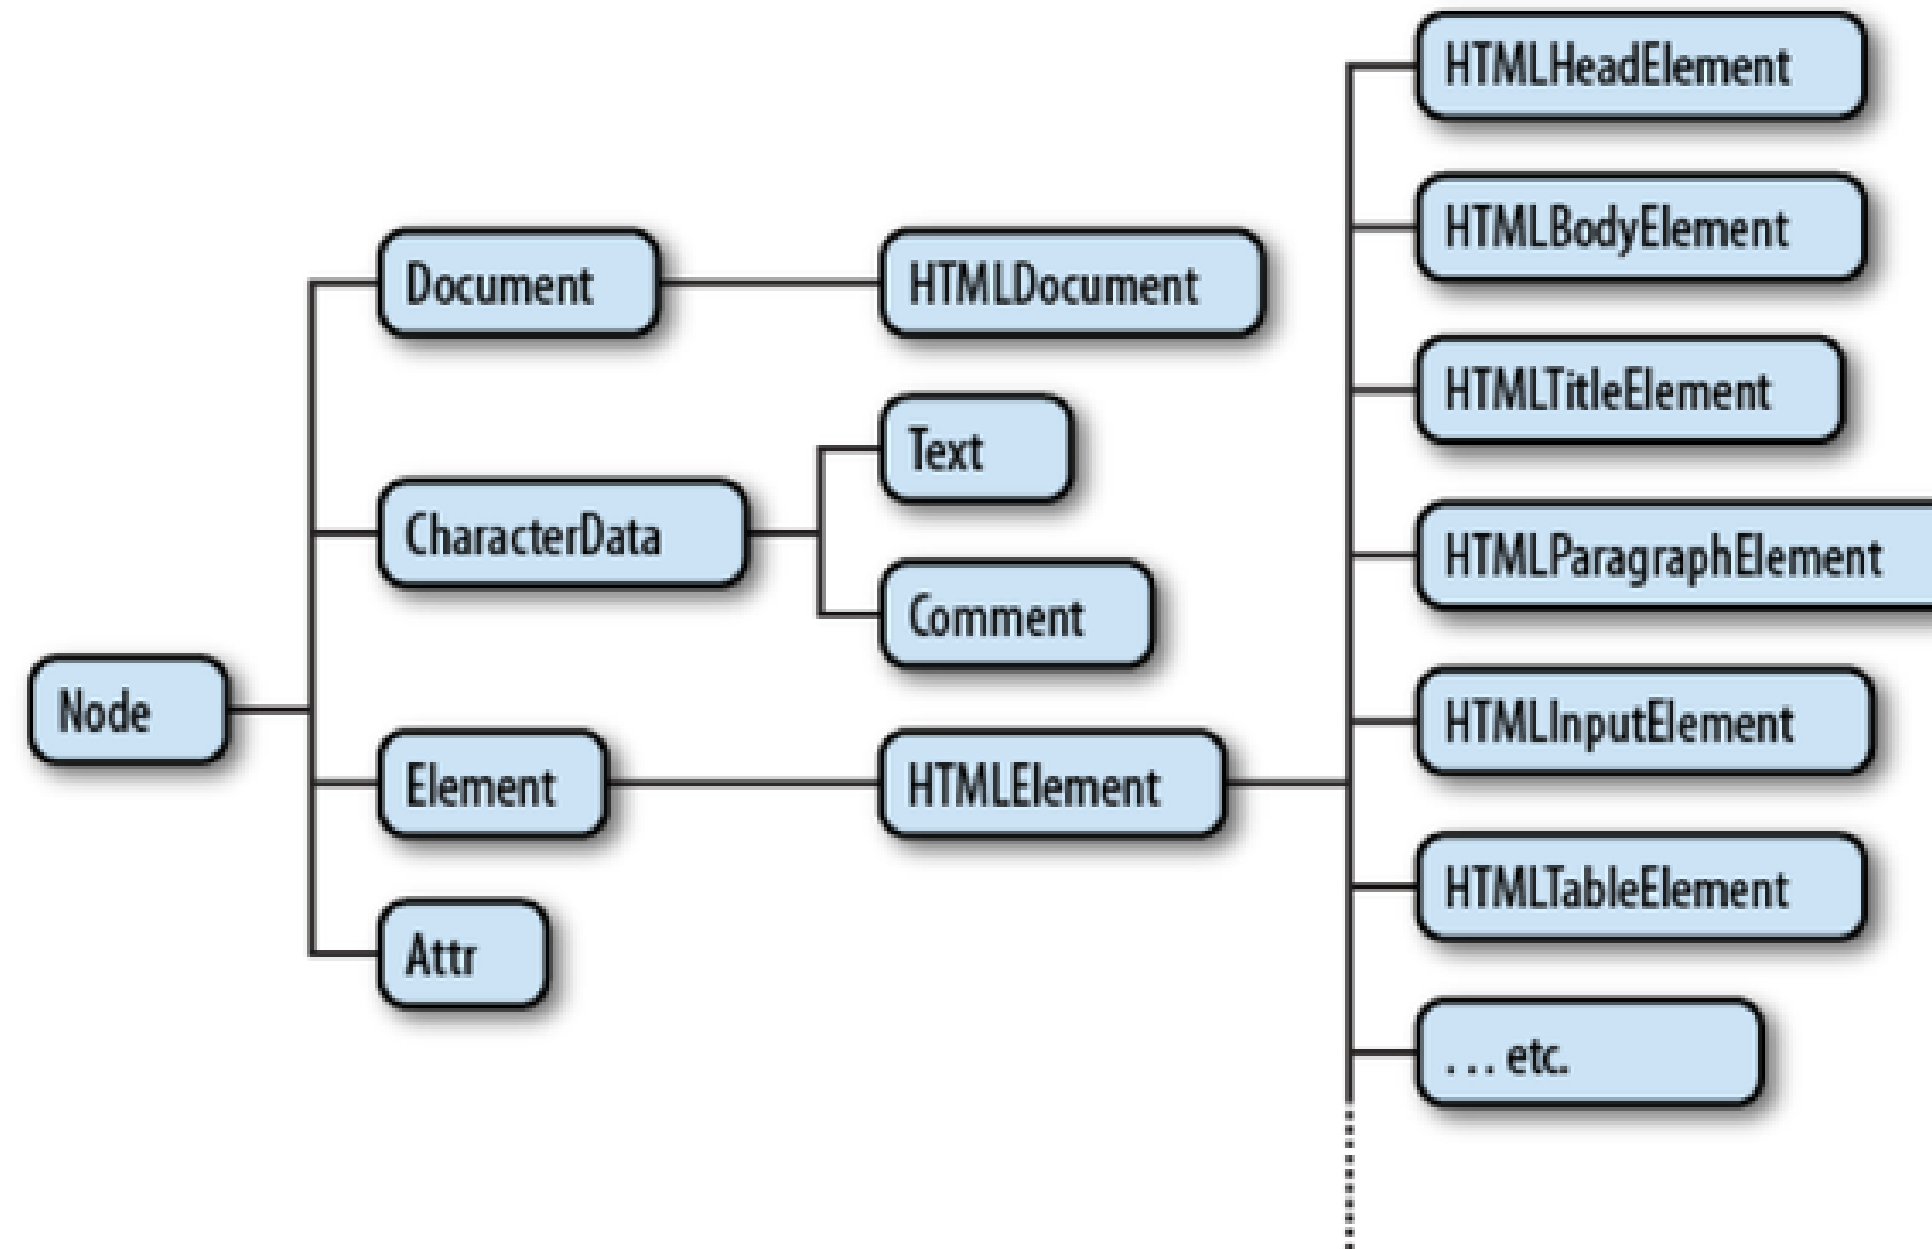 HTMLHeadElement
HTMLBodyElement
Document
HTMLDocument
HTMLTitleElement
Text
CharacterData
HTMLParagraphElement
Comment
Node
HTMLInputElement
Element
HTMLElement
HTMLTableElement
Attr
... etc.